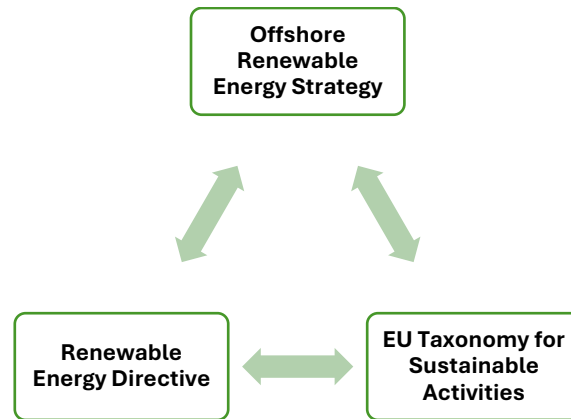 Offshore
Renewable
Energy Strategy
Renewable
Energy Directive
EU Taxonomy for
Sustainable
Activities